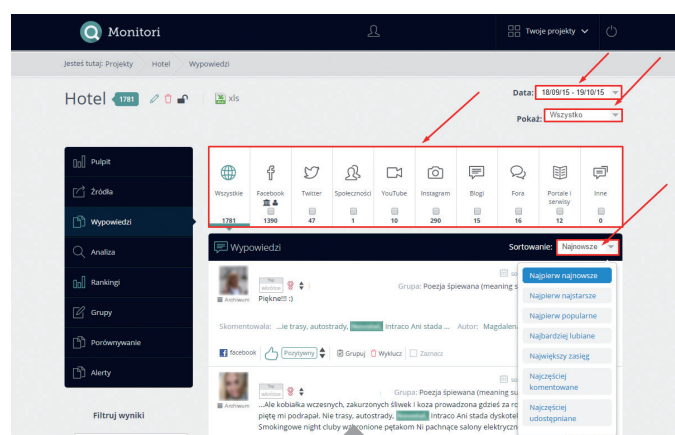 Monitori
Twoje projekty
Jesteś tutaj: Projekty Hotel Wypowiedzi
Hotel 1781 xls
Data: 18/09/15 - 19/10/15
Pokaż: Wszystko
Pulpit
Źródła
Wypowiedzi
Analiza
Rankingi
Grupy
Porównywanie
Alerty
Filtruj wyniki
Wszystkie Facebook Twitter Społeczności YouTube Instagram Blogi Fora Portale i serwisy Inne
1781 1390 47 1 10 290 15 16 12 0
Wypowiedzi
Sortowanie: Najnowsze
Najpierw najnowsze
Najpierw najstarsze
Najpierw popularne
Najbardziej lubiane
Największy zasięg
Najczęściej komentowane
Najczęściej udostępniane
Grupa: Poezja śpiewana (meaning s
Archiwum Piękne!!! :)
Skomentowała: ...ie trasy, autostrady, Intraco Ani stada ... Autor: Magdalen
facebook Pozytywny Grupuj Wyklucz Zaznacz
Grupa: Poezja śpiewana (meaning su
Archiwum ...Ale kobiałka wczesnych, zakurzonych śliwek I koza prowadzona gdzieś za ro
piętę mi podrapał. Nie trasy, autostrady, Intraco Ani stada dyskotel
Smokingowe night cluby wzbronione pętakom Ni pachnące salony elektryczn